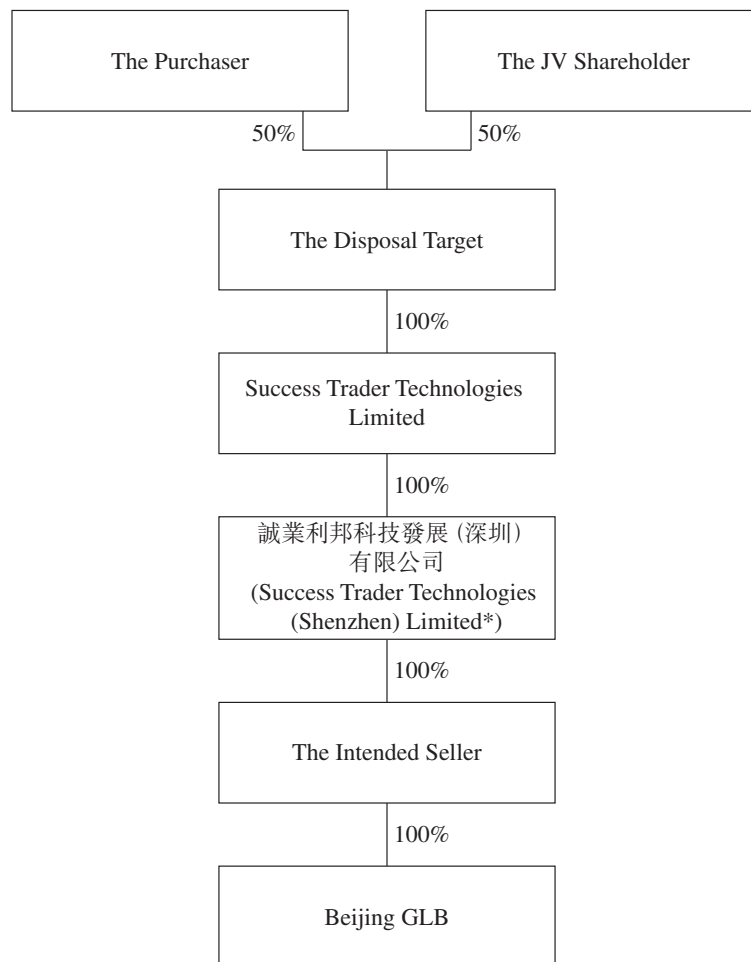 The Purchaser
The JV Shareholder
50%
50%
The Disposal Target
100%
Success Trader Technologies
Limited
100%
誠業利邦科技發展（深圳）
有限公司
(Success Trader Technologies
(Shenzhen) Limited*)
100%
The Intended Seller
100%
Beijing GLB